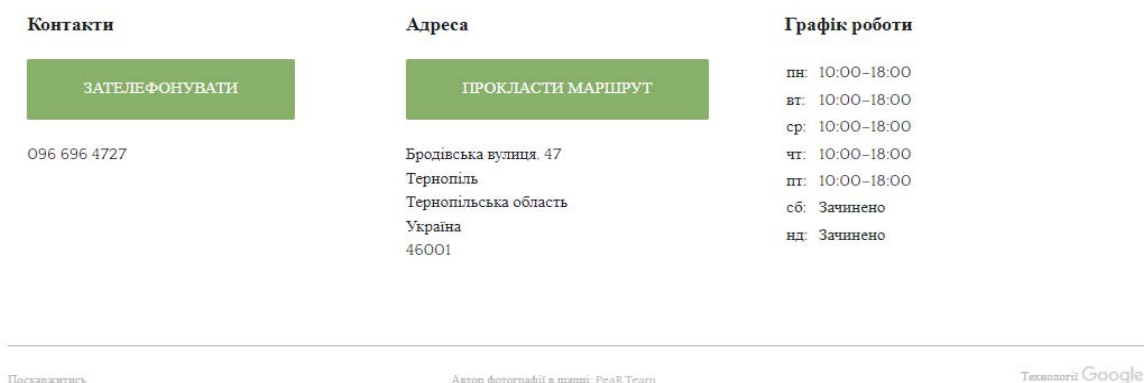 Контакти
ЗАТЕЛЕФОНУВАТИ
096 696 4727
Адреса
ПРОКЛАСТИ МАРШРУТ
Бродівська вулиця, 47
Тернопіль
Тернопільська область
Україна
46001
Графік роботи
пн: 10:00–18:00
вт: 10:00–18:00
ср: 10:00–18:00
чт: 10:00–18:00
пт: 10:00–18:00
сб: Зачинено
нд: Зачинено
Поскаржитись
Автор фотографії в шапці: PeaR Team
Технології Google